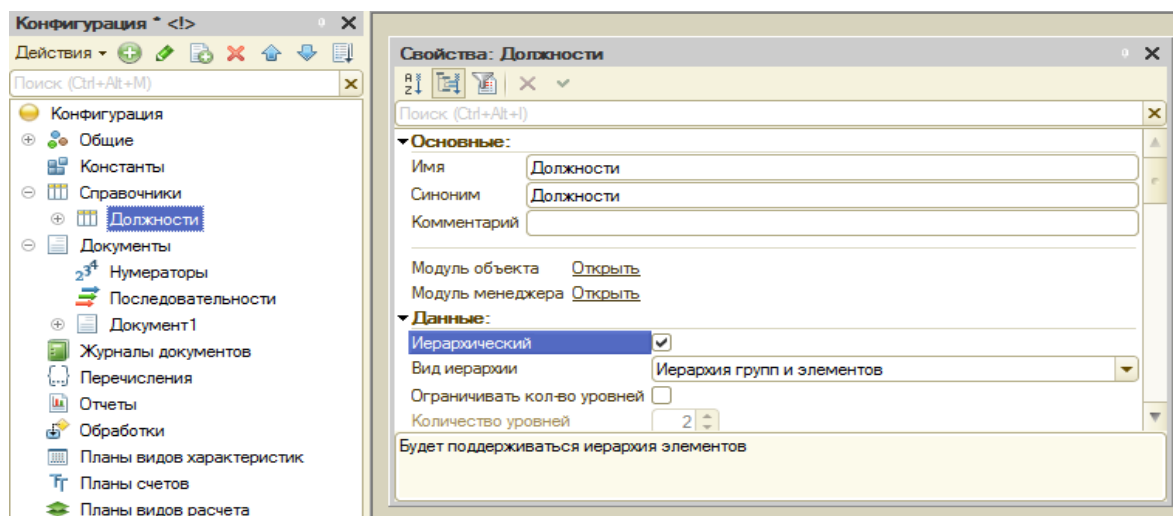 Конфигурация * <!>
Действия
Поиск (Ctrl+Alt+M)
Конфигурация
Общие
Константы
Справочники
Должности
Документы
Нумераторы
Последовательности
Документ1
Журналы документов
Перечисления
Отчеты
Обработки
Планы видов характеристик
Планы счетов
Планы видов расчета
Свойства: Должности
Поиск (Ctrl+Alt+I)
Основные:
Имя Должности
Синоним Должности
Комментарий
Модуль объекта Открыть
Модуль менеджера Открыть
Данные:
Иерархический
Вид иерархии Иерархия групп и элементов
Ограничивать кол-во уровней
Количество уровней 2
Будет поддерживаться иерархия элементов